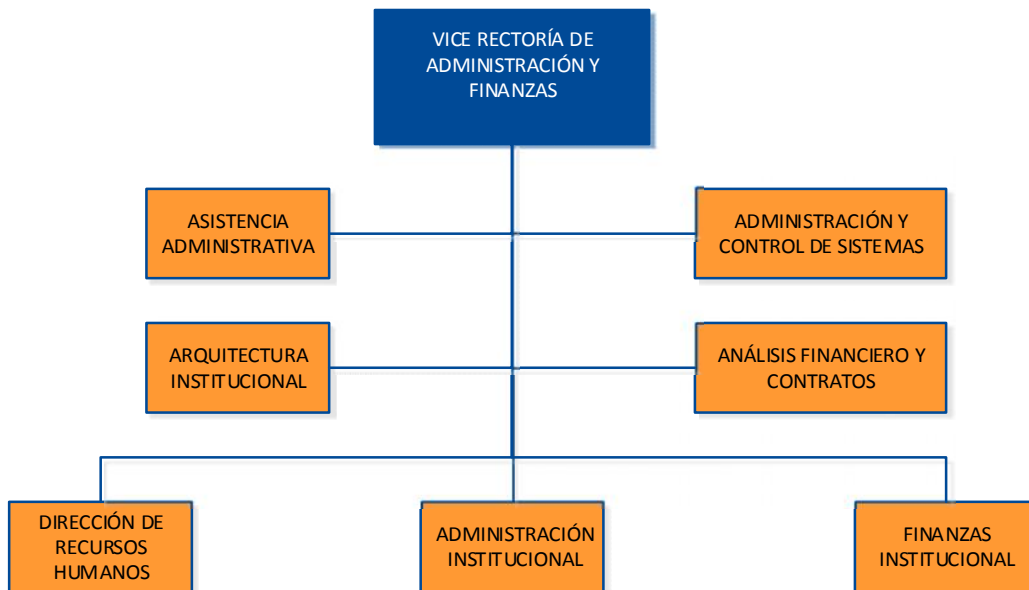 VICE RECTORÍA DE
ADMINISTRACIÓN Y
FINANZAS
ASISTENCIA
ADMINISTRATIVA
ADMINISTRACIÓN Y
CONTROL DE SISTEMAS
ARQUITECTURA
INSTITUCIONAL
ANÁLISIS FINANCIERO Y
CONTRATOS
DIRECCIÓN DE
RECURSOS
HUMANOS
ADMINISTRACIÓN
INSTITUCIONAL
FINANZAS
INSTITUCIONAL